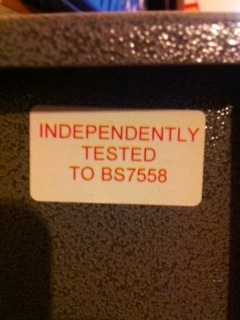 INDEPENDENTLY
TESTED
TO BS7558